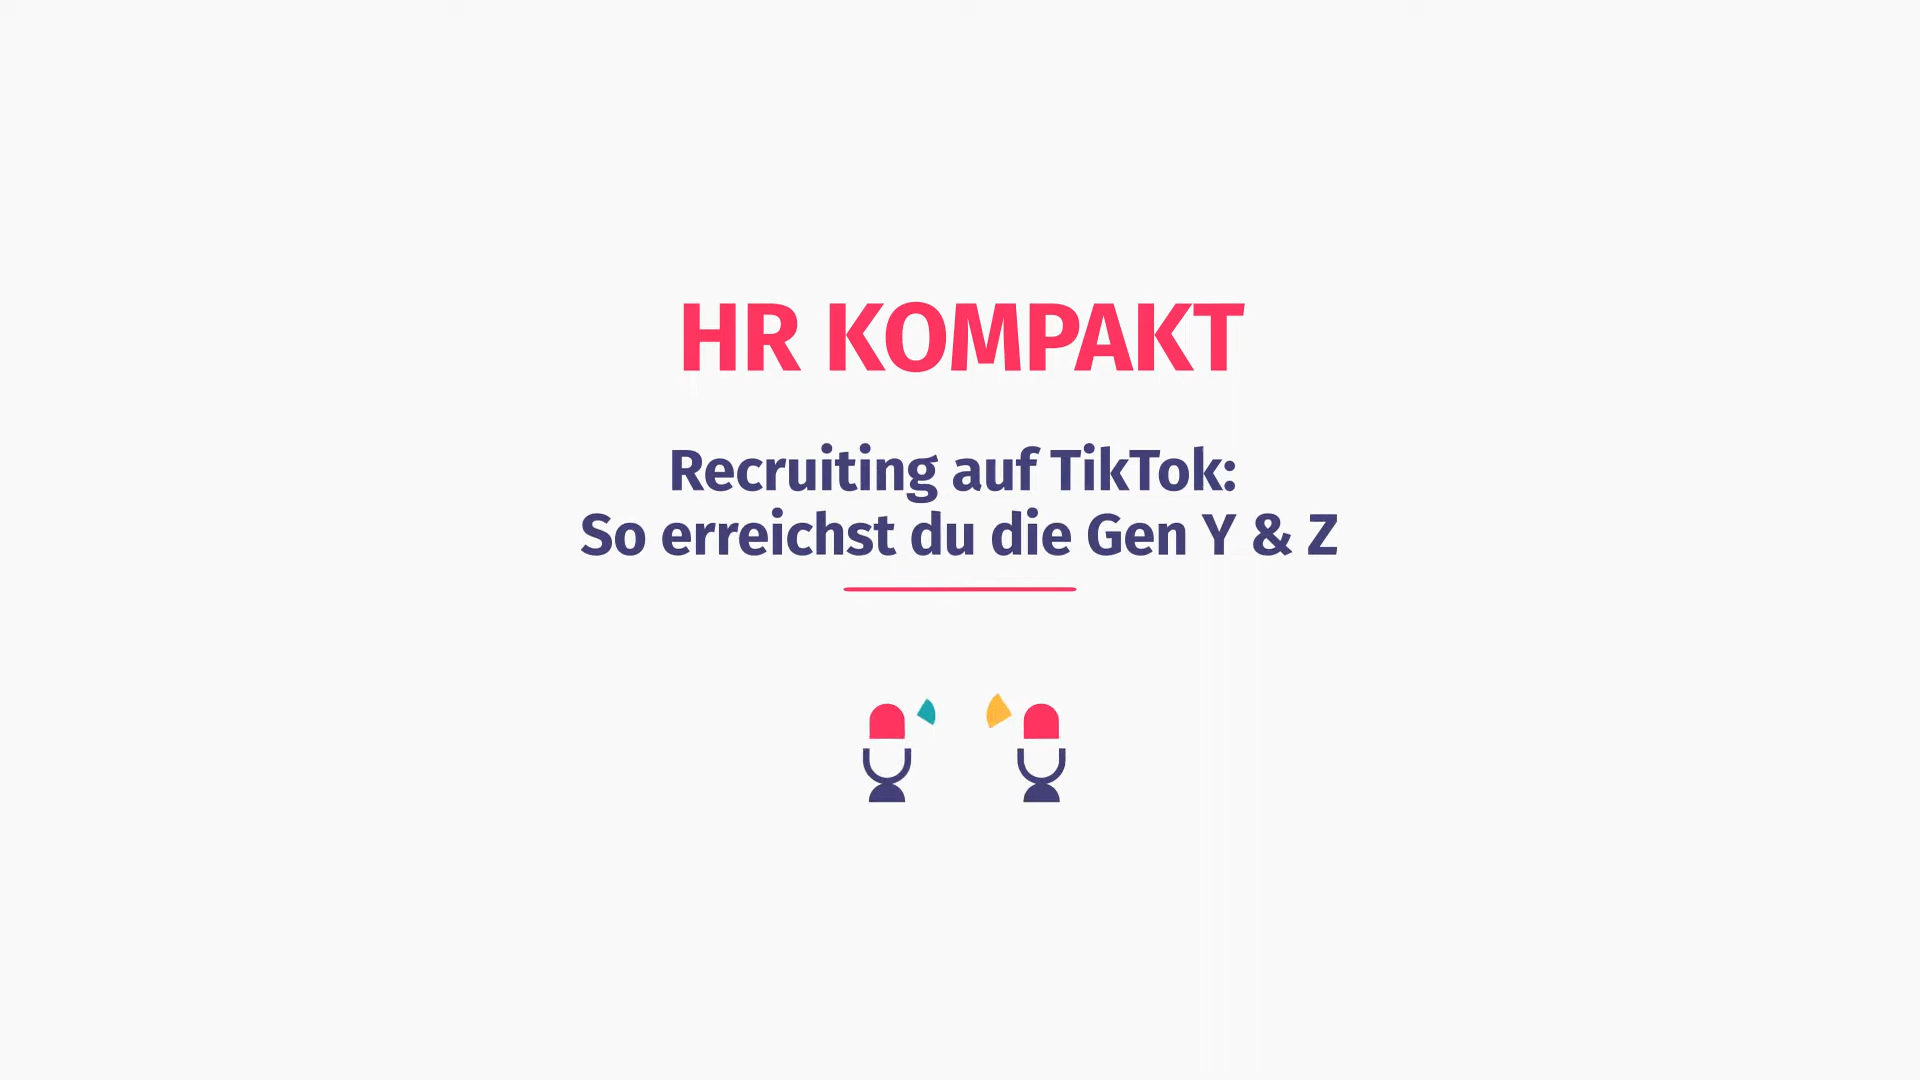 HR KOMPAKT
Recruiting auf TikTok:
So erreichst du die Gen Y & Z